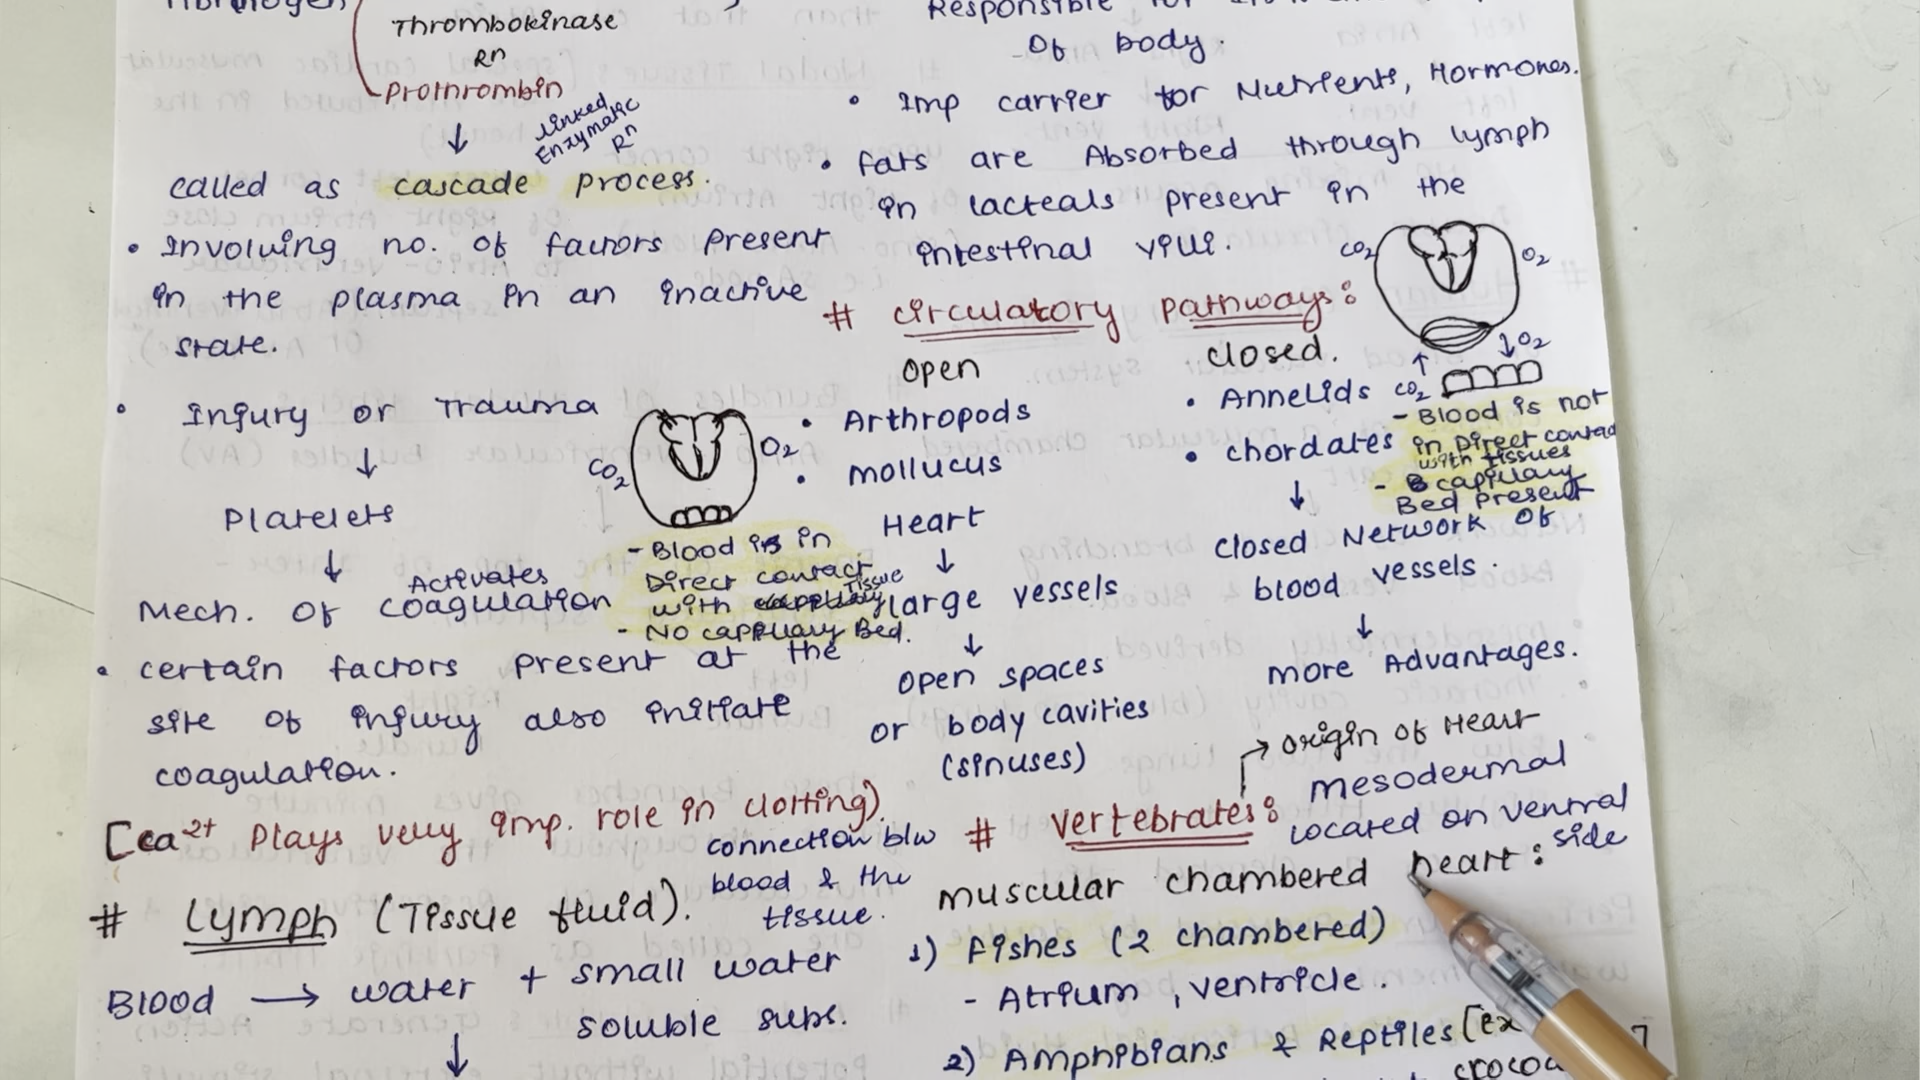 Thrombokinase
Rn
Prothrombin
linked
Enzymatic
Rn
called as cascade process.
• Involving no. of factors present
in the plasma in an inactive
state.
• Injury or Trauma
↓
Platelets
↓ Activates
Mech. of coagulation
• certain factors present at the
site of injury also initiate
coagulation.
[Ca2+ plays very imp. role in clotting).
# Lymph (Tissue fluid).
connection b/w
blood & the
tissue.
Blood → water + small water
soluble subs.
↓
CO2
O2
- Blood is in
Direct contact
with Tissue
- No capillary Bed.
Responsible for
of body.
• Imp carrier for Nutrients, Hormones.
• fats are Absorbed through lymph
in lacteals present in the
intestinal villi.
# circulatory pathways:
open
• Arthropods
• mollucus
Heart
↓
large vessels
↓
open spaces
or body cavities
(sinuses)
closed.
• Annelids
• chordates
↓
closed Network of
blood vessels.
↓
more Advantages.
CO2
O2
↓O2
↑
CO2
- Blood is not
in Direct contact
with tissues
- capillary
Bed present
# Vertebrates:
→ origin of Heart
mesodermal
located on ventral
side
muscular chambered heart:
1) Fishes (2 chambered)
- Atrium, ventricle.
2) Amphibians & Reptiles [Ex